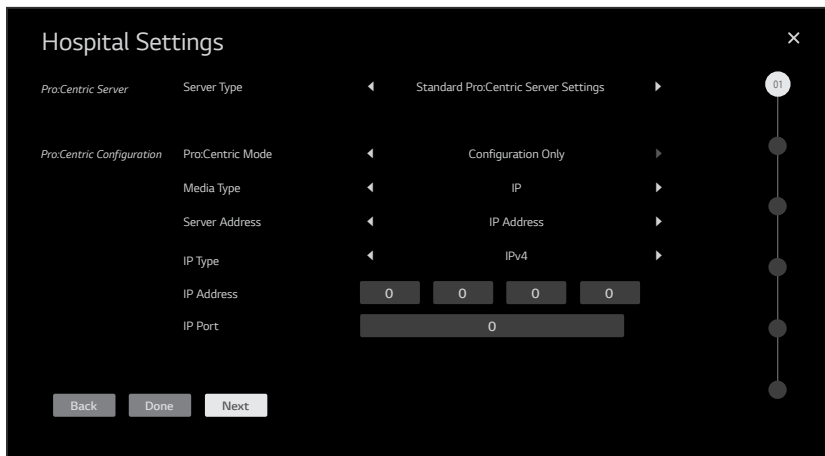 Hospital Settings
×
Pro:Centric Server Server Type Standard Pro:Centric Server Settings 01
Pro:Centric Configuration Pro:Centric Mode Configuration Only
Media Type IP
Server Address IP Address
IP Type IPv4
IP Address 0 0 0 0
IP Port 0
Back Done Next